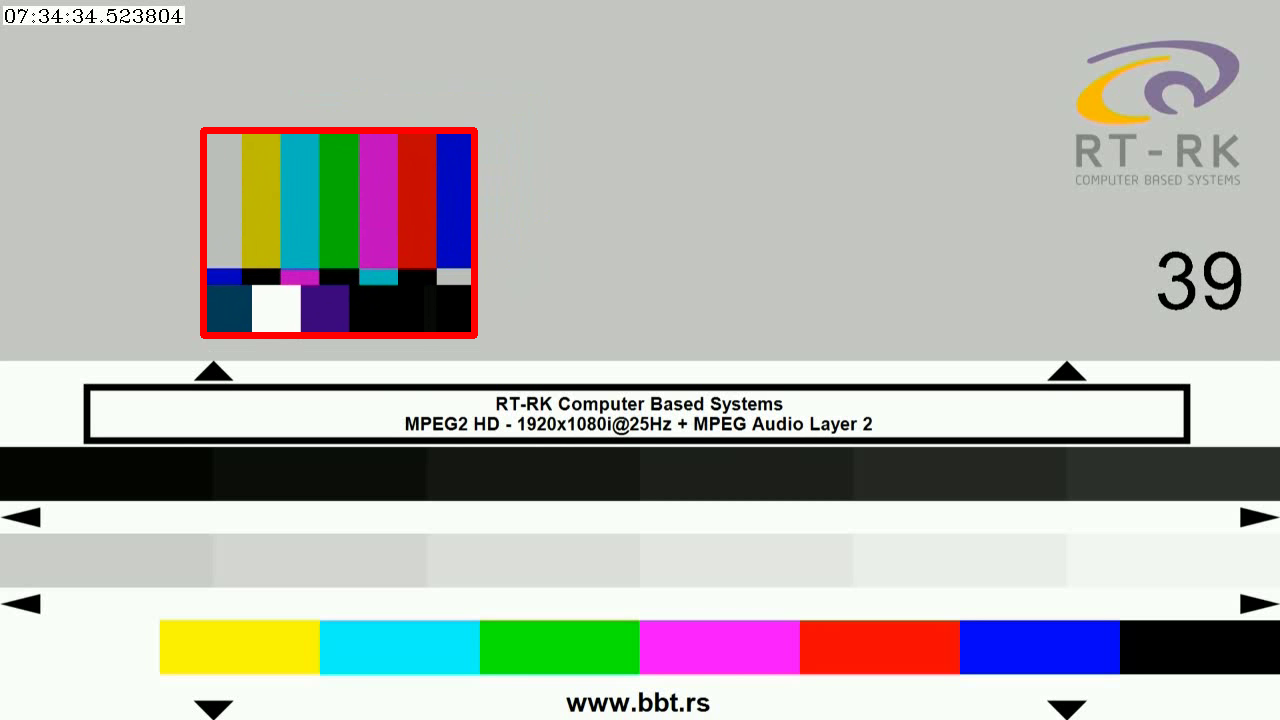 07:34:34.523804
RT-RK
COMPUTER BASED SYSTEMS
39
RT-RK Computer Based Systems
MPEG2 HD - 1920x1080i@25Hz + MPEG Audio Layer 2
www.bbt.rs